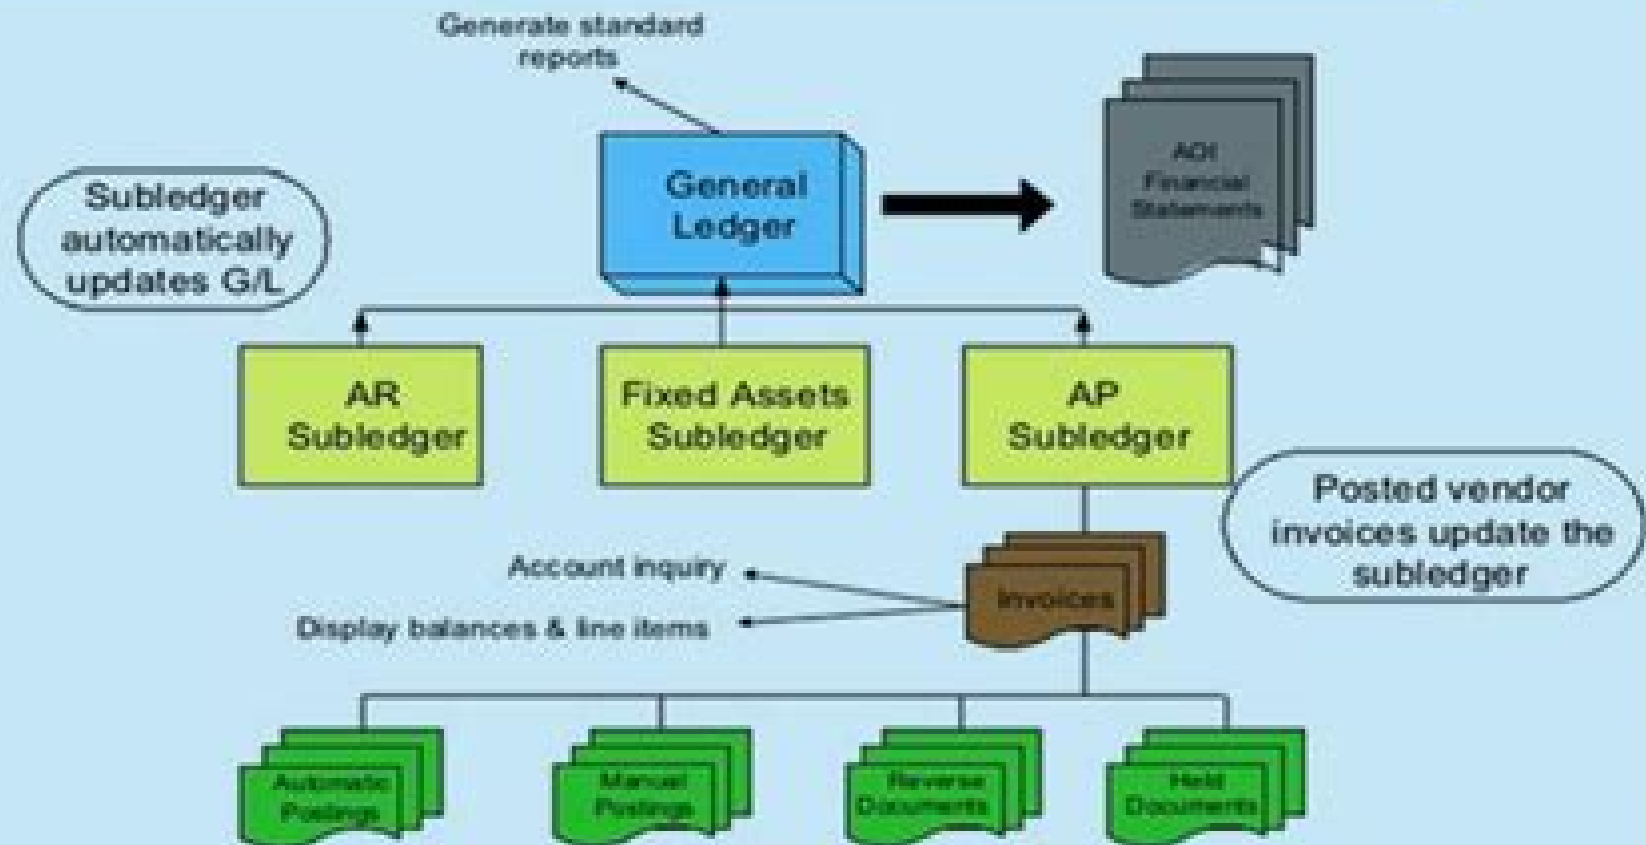 Generate standard
reports
General
Ledger
AOI
Financial
Statements
Subledger
automatically
updates G/L
AR
Subledger
Fixed Assets
Subledger
AP
Subledger
Posted vendor
invoices update the
subledger
Account inquiry
Display balances & line items
Invoices
Automatic
Postings
Manual
Postings
Reverse
Documents
Held
Documents